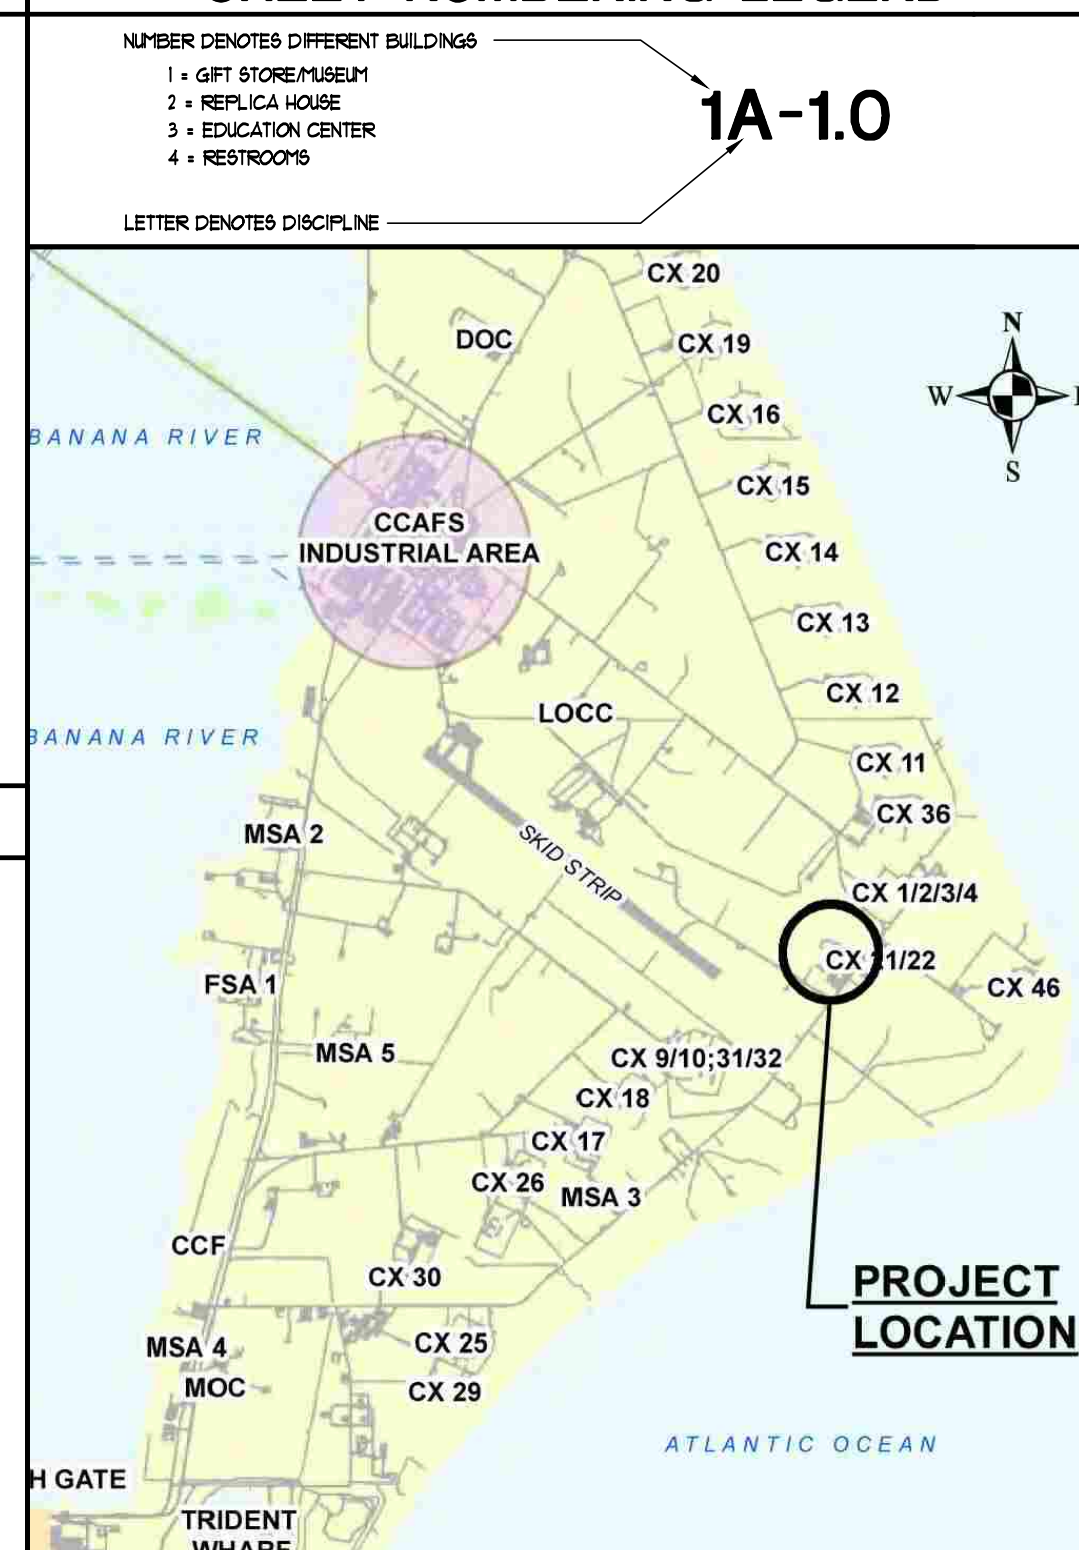 NUMBER DENOTES DIFFERENT BUILDINGS
1 = GIFT STORE/MUSEUM
2 = REPLICA HOUSE
3 = EDUCATION CENTER
4 = RESTROOMS
1A-1.0
LETTER DENOTES DISCIPLINE
CX 20
DOC
CX 19
N
W
S
CX 16
BANANA RIVER
CX 15
CCAFS
INDUSTRIAL AREA
CX 14
CX 13
CX 12
LOCC
BANANA RIVER
CX 11
CX 36
MSA 2
SKID STRIP
CX 1/2/3/4
CX 21/22
FSA 1
CX 46
MSA 5
CX 9/10;31/32
CX 18
CX 17
CX 26
MSA 3
CCF
CX 30
PROJECT
LOCATION
CX 25
MSA 4
MOC
CX 29
ATLANTIC OCEAN
H GATE
TRIDENT
WHARF